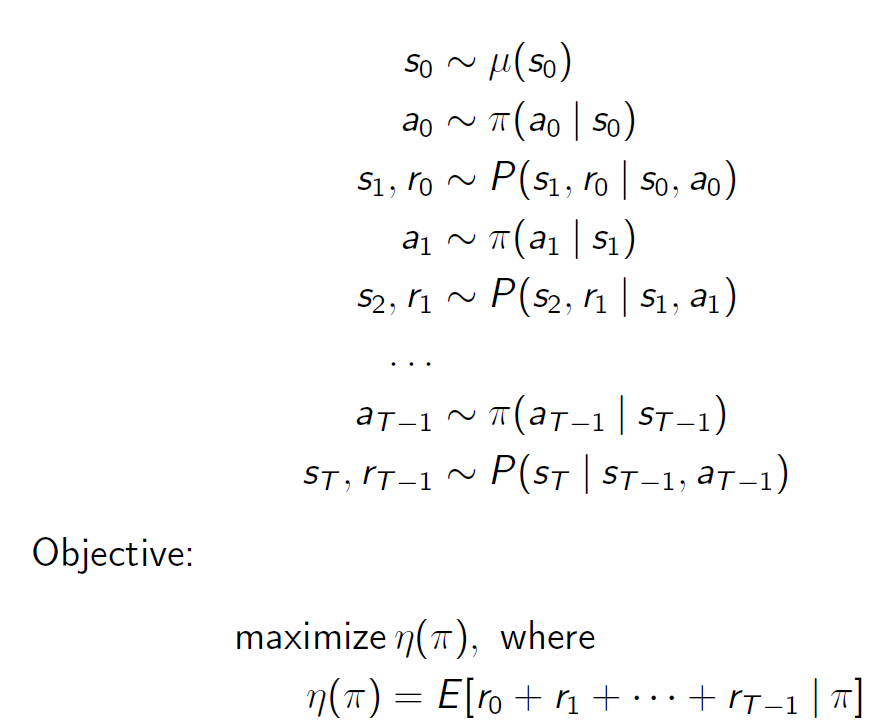 s₀ ∼ μ(s₀)
a₀ ∼ π(a₀ | s₀)
s₁, r₀ ∼ P(s₁, r₀ | s₀, a₀)
a₁ ∼ π(a₁ | s₁)
s₂, r₁ ∼ P(s₂, r₁ | s₁, a₁)
. . .
a_{T−1} ∼ π(a_{T−1} | s_{T−1})
s_T, r_{T−1} ∼ P(s_T | s_{T−1}, a_{T−1})
Objective:
maximize η(π), where
η(π) = E[r₀ + r₁ + · · · + r_{T−1} | π]